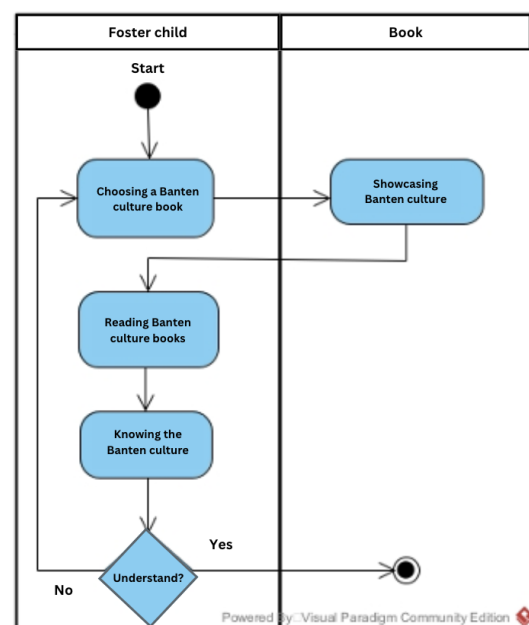 Foster child
Book
Start
Choosing a Banten
culture book
Showcasing
Banten culture
Reading Banten
culture books
Knowing the
Banten culture
Understand?
Yes
No
Powered By Visual Paradigm Community Edition